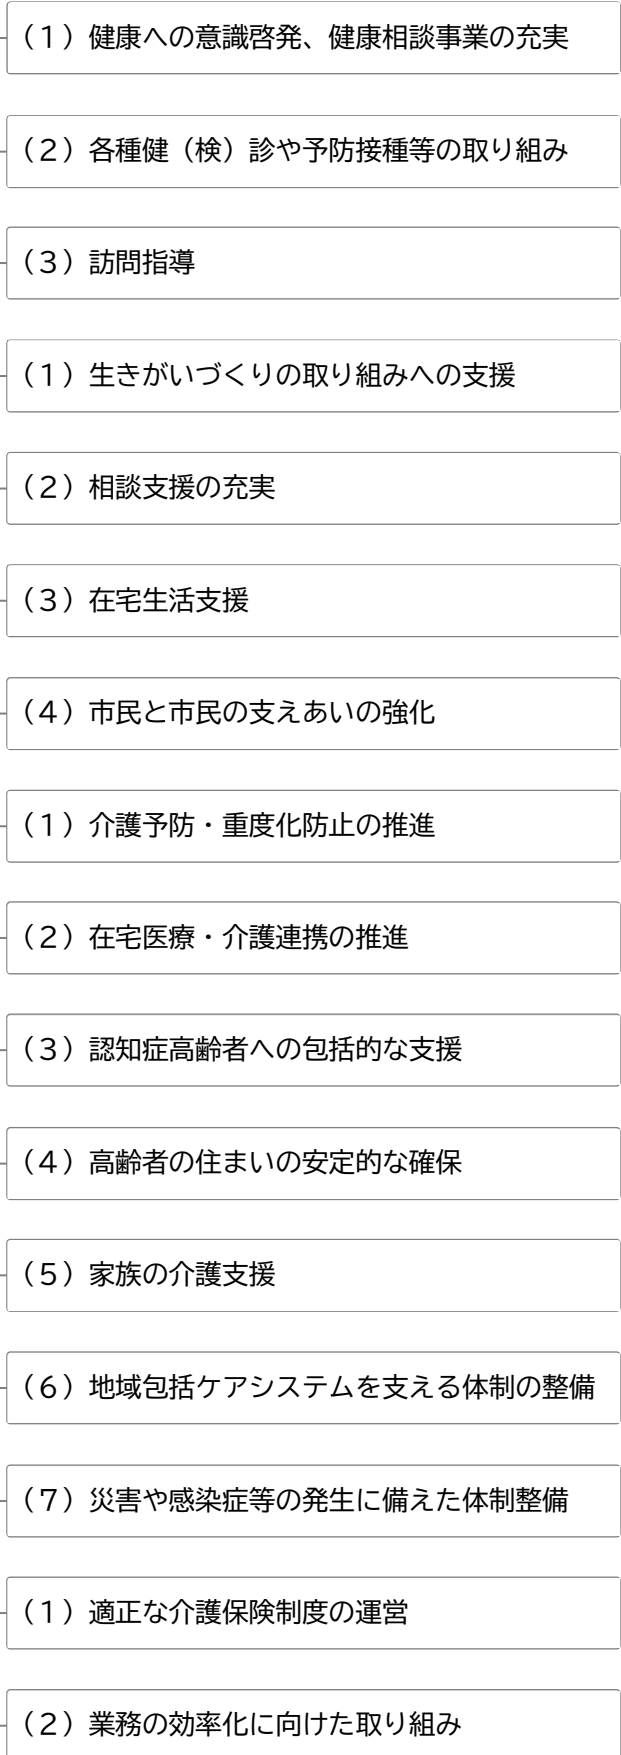 （1）健康への意識啓発、健康相談事業の充実
（2）各種健（検）診や予防接種等の取り組み
（3）訪問指導
（1）生きがいづくりの取り組みへの支援
（2）相談支援の充実
（3）在宅生活支援
（4）市民と市民の支えあいの強化
（1）介護予防・重度化防止の推進
（2）在宅医療・介護連携の推進
（3）認知症高齢者への包括的な支援
（4）高齢者の住まいの安定的な確保
（5）家族の介護支援
（6）地域包括ケアシステムを支える体制の整備
（7）災害や感染症等の発生に備えた体制整備
（1）適正な介護保険制度の運営
（2）業務の効率化に向けた取り組み